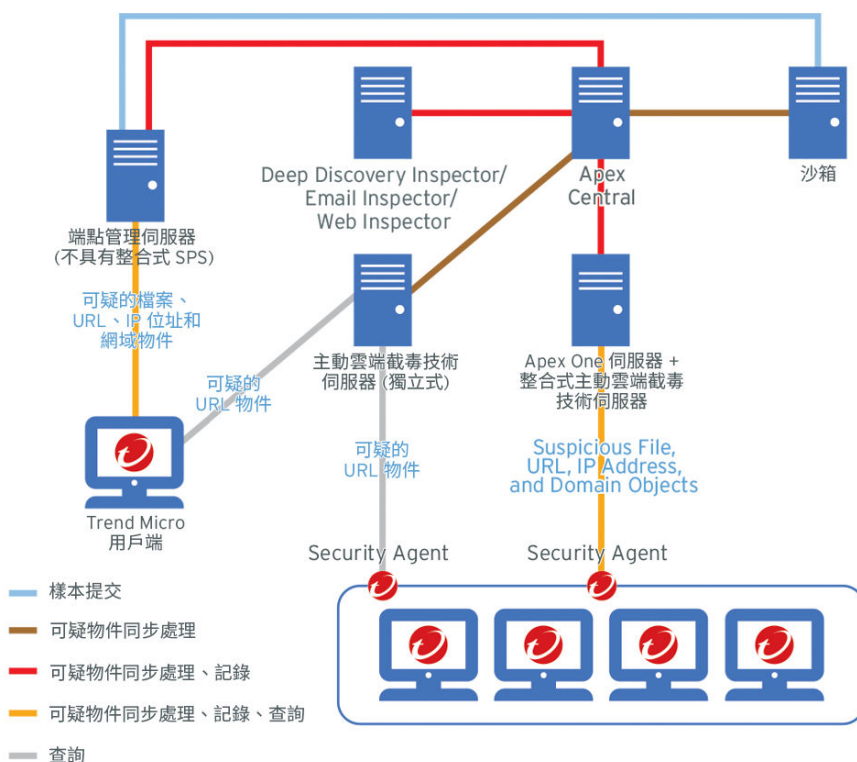 Deep Discovery Inspector/
Email Inspector/
Web Inspector
Apex
Central
沙箱
端點管理伺服器
(不具有整合式 SPS)
可疑的檔案、
URL、IP 位址和
網域物件
可疑的
URL 物件
主動雲端截毒技術
伺服器 (獨立式)
Apex One 伺服器 +
整合式主動雲端截毒
技術伺服器
可疑的
URL 物件
Suspicious File,
URL, IP Address,
and Domain Objects
Trend Micro
用戶端
Security Agent
Security Agent
樣本提交
可疑物件同步處理
可疑物件同步處理、記錄
可疑物件同步處理、記錄、查詢
查詢